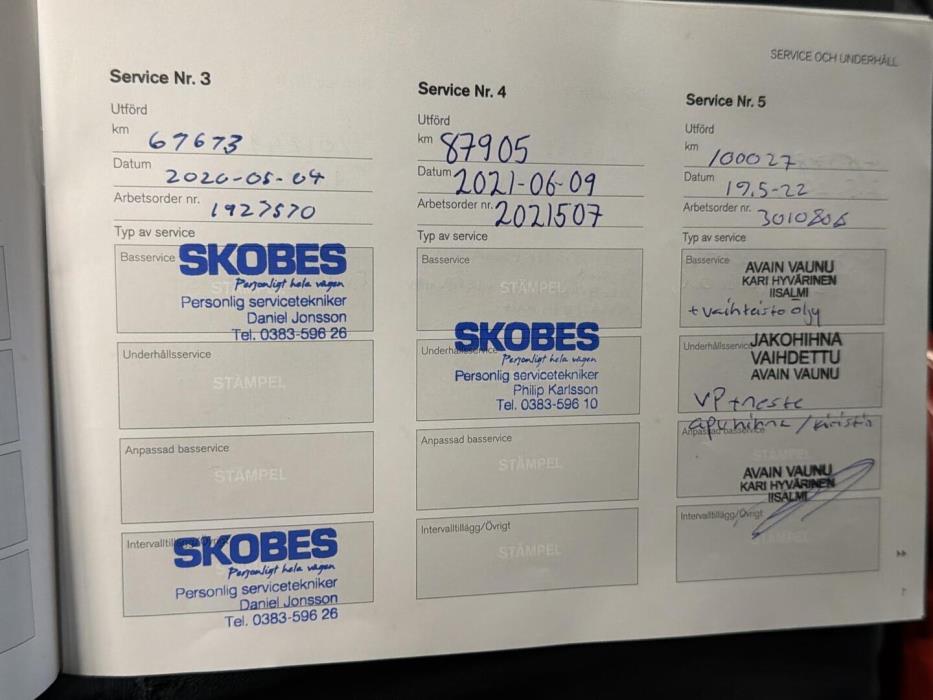 SERVICE OCH UNDERHÅLL
Service Nr. 3
Utförd
km 67673
Datum 2020-05-04
Arbetsorder nr. 1927570
Typ av service
Basservice
SKOBES
Personligt hela vägen
Personlig servicetekniker
Daniel Jonsson
Tel. 0383-596 26
Underhållsservice
STÄMPEL
Anpassad basservice
STÄMPEL
Intervalltillägg/Övrigt
SKOBES
Personligt hela vägen
Personlig servicetekniker
Daniel Jonsson
Tel. 0383-596 26
Service Nr. 4
Utförd
km 87905
Datum 2021-06-09
Arbetsorder nr. 2021507
Typ av service
Basservice
STÄMPEL
Underhållsservice
SKOBES
Personligt hela vägen
Personlig servicetekniker
Philip Karlsson
Tel. 0383-596 10
Anpassad basservice
STÄMPEL
Intervalltillägg/Övrigt
STÄMPEL
Service Nr. 5
Utförd
km 100027
Datum 19.5-22
Arbetsorder nr. 3010806
Typ av service
Basservice
AVAIN VAUNU
KARI HYVÄRINEN
IISALMI
+ vaihteisto öljy
Underhållsservice
JAKOHIHNA
VAIHDETTU
AVAIN VAUNU
VP + neste
apuhihna / kiristin
Anpassad basservice
STÄMPEL
AVAIN VAUNU
KARI HYVÄRINEN
IISALMI
Intervalltillägg/Övrigt
STÄMPEL